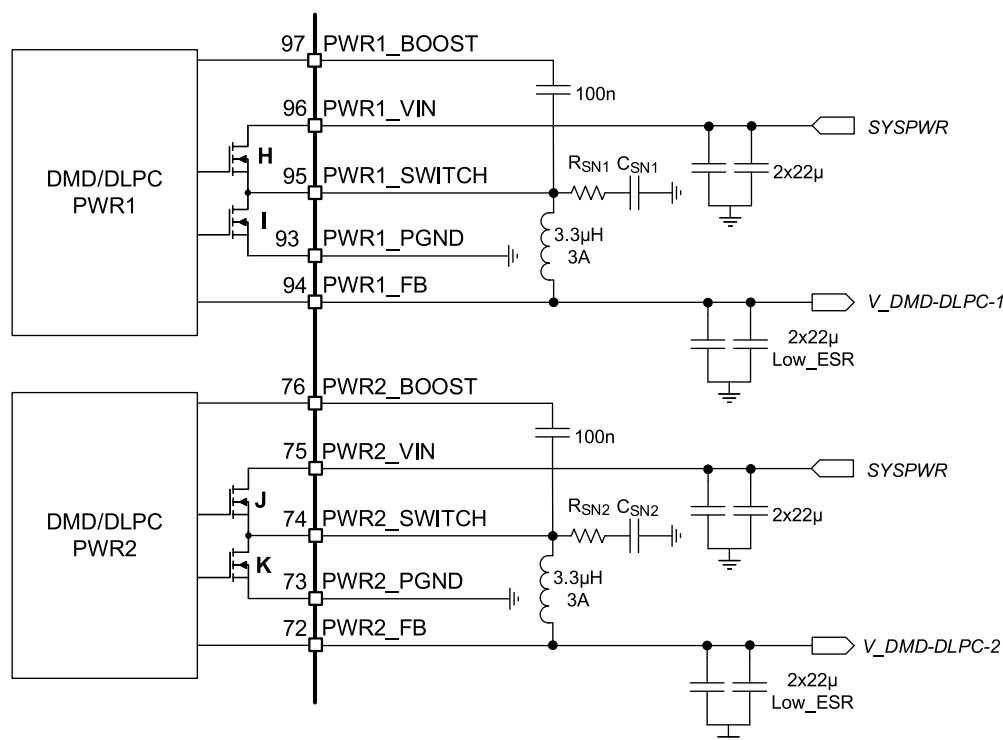 97 PWR1_BOOST
100n
96 PWR1_VIN
SYSPWR
H
DMD/DLPC
PWR1
95 PWR1_SWITCH
RSN1 CSN1
2x22µ
I
93 PWR1_PGND
3.3µH
3A
94 PWR1_FB
V_DMD-DLPC-1
2x22µ
Low_ESR
76 PWR2_BOOST
100n
75 PWR2_VIN
SYSPWR
J
DMD/DLPC
PWR2
74 PWR2_SWITCH
RSN2 CSN2
2x22µ
K
73 PWR2_PGND
3.3µH
3A
72 PWR2_FB
V_DMD-DLPC-2
2x22µ
Low_ESR